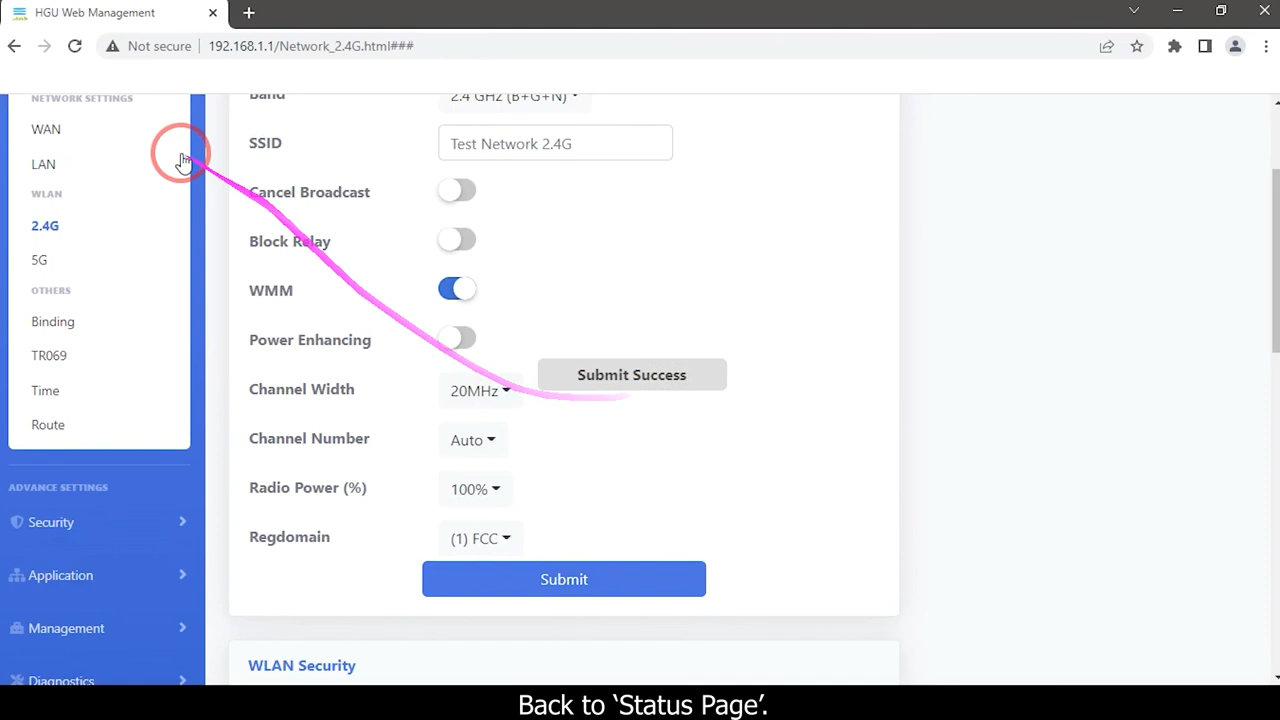 HGU Web Management
Not secure
192.168.1.1/Network_2.4G.html###
NETWORK SETTINGS
WAN
LAN
WLAN
2.4G
5G
OTHERS
Binding
TR069
Time
Route
ADVANCE SETTINGS
Security
Application
Management
Diagnostics
Band 2.4 GHz (B+G+N)
SSID Test Network 2.4G
Cancel Broadcast
Block Relay
WMM
Power Enhancing
Submit Success
Channel Width 20MHz
Channel Number Auto
Radio Power (%) 100%
Regdomain (1) FCC
Submit
WLAN Security
Back to ‘Status Page’.